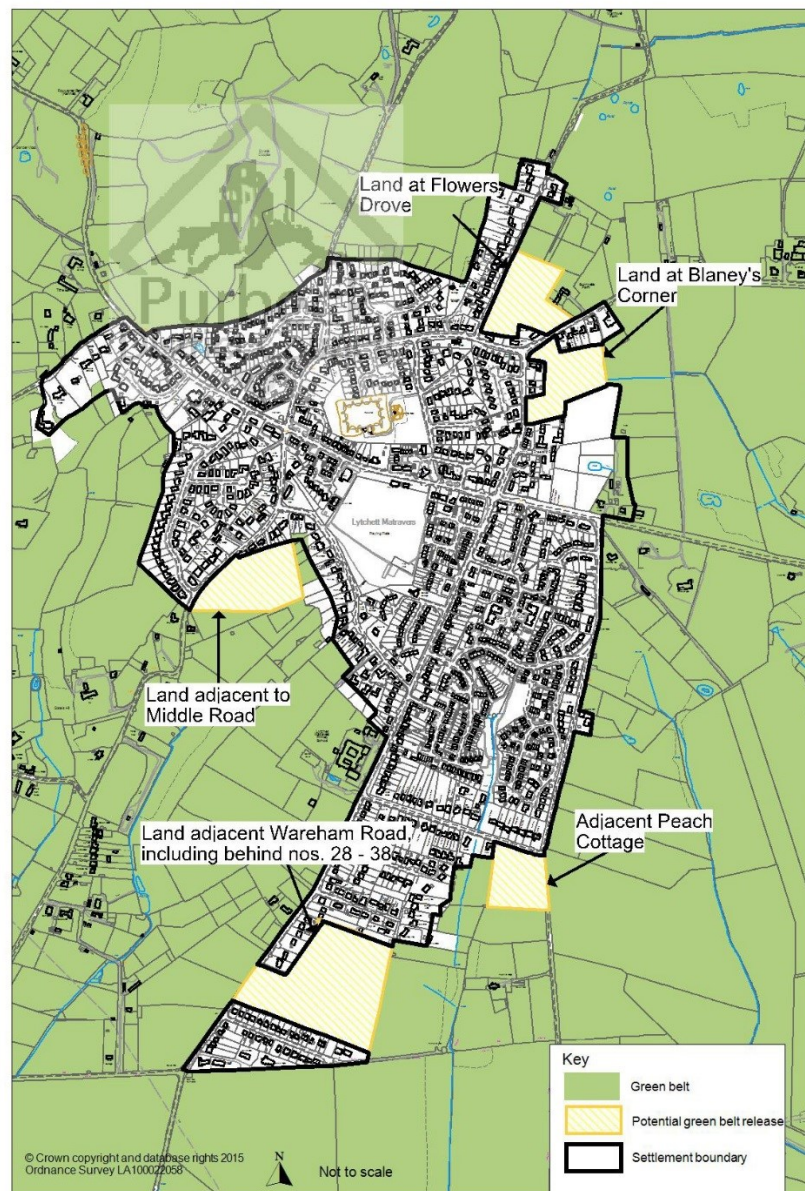 Land at Flowers
Drove
Land at Blaney's
Corner
Purbe
Lytchett Matravers
Land adjacent to
Middle Road
Land adjacent Wareham Road,
including behind nos. 28 - 38
Adjacent Peach
Cottage
Key
Green belt
Potential green belt release
Settlement boundary
© Crown copyright and database rights 2015
Ordnance Survey LA100022058
N
Not to scale